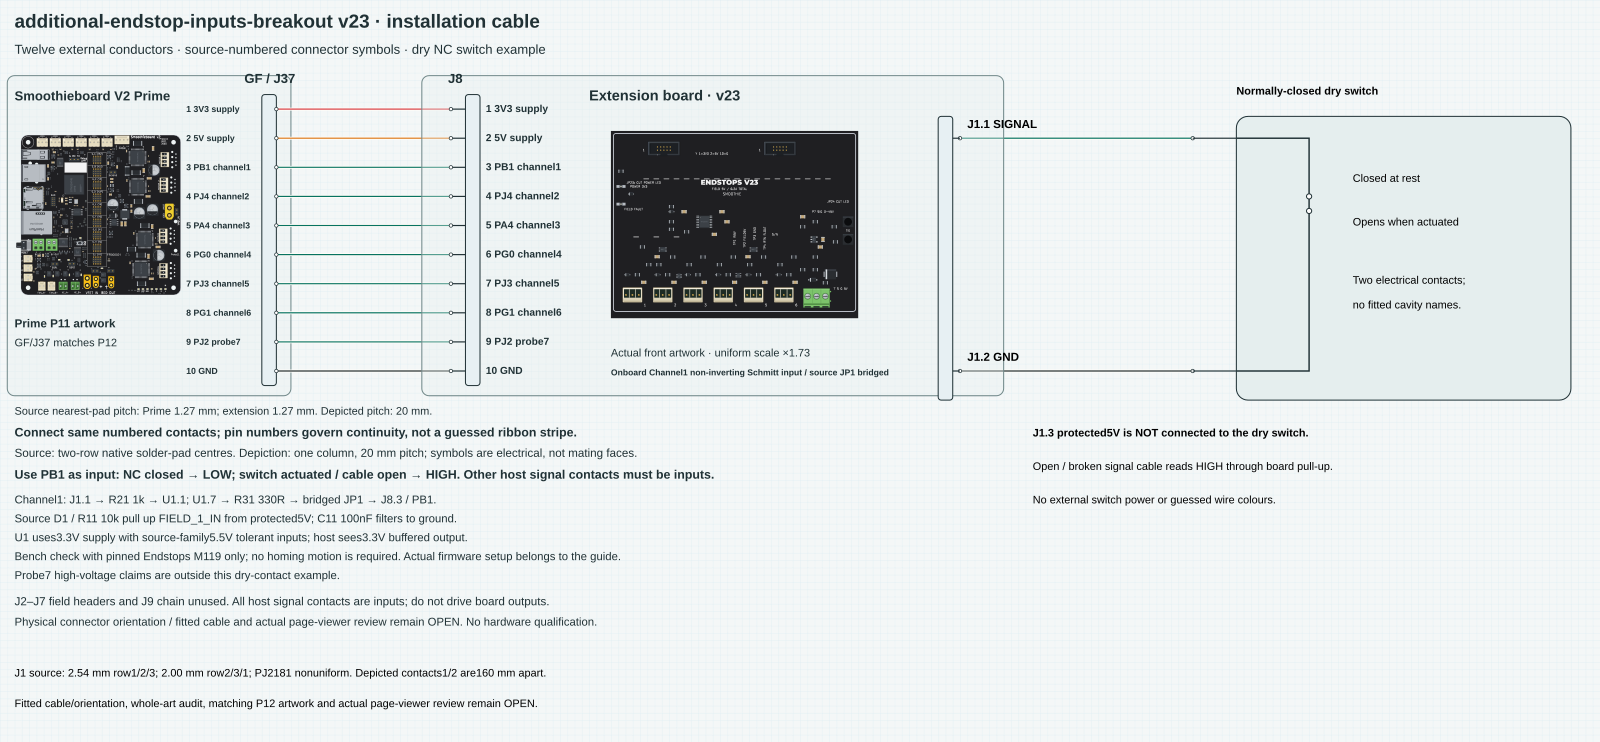 additional-endstop-inputs-breakout v23 · installation cable
Twelve external conductors · source-numbered connector symbols · dry NC switch example
GF / J37
J8
Smoothieboard V2 Prime
1 3V3 supply
2 5V supply
3 PB1 channel1
4 PJ4 channel2
5 PA4 channel3
6 PG0 channel4
7 PJ3 channel5
8 PG1 channel6
9 PJ2 probe7
10 GND
Prime P11 artwork
GF/J37 matches P12
1 3V3 supply
2 5V supply
3 PB1 channel1
4 PJ4 channel2
5 PA4 channel3
6 PG0 channel4
7 PJ3 channel5
8 PG1 channel6
9 PJ2 probe7
10 GND
Extension board · v23
ENDSTOPS V23
SMOOTHIE
Actual front artwork · uniform scale ×1.73
Onboard Channel1 non-inverting Schmitt input / source JP1 bridged
J1.1 SIGNAL
J1.2 GND
Normally-closed dry switch
Closed at rest
Opens when actuated
Two electrical contacts;
no fitted cavity names.
Source nearest-pad pitch: Prime 1.27 mm; extension 1.27 mm. Depicted pitch: 20 mm.
Connect same numbered contacts; pin numbers govern continuity, not a guessed ribbon stripe.
Source: two-row native solder-pad centres. Depiction: one column, 20 mm pitch; symbols are electrical, not mating faces.
Use PB1 as input: NC closed → LOW; switch actuated / cable open → HIGH. Other host signal contacts must be inputs.
Channel1: J1.1 → R21 1k → U1.1; U1.7 → R31 330R → bridged JP1 → J8.3 / PB1.
Source D1 / R11 10k pull up FIELD_1_IN from protected5V; C11 100nF filters to ground.
U1 uses3.3V supply with source-family5.5V tolerant inputs; host sees3.3V buffered output.
Bench check with pinned Endstops M119 only; no homing motion is required. Actual firmware setup belongs to the guide.
Probe7 high-voltage claims are outside this dry-contact example.
J2–J7 field headers and J9 chain unused. All host signal contacts are inputs; do not drive board outputs.
Physical connector orientation / fitted cable and actual page-viewer review remain OPEN. No hardware qualification.
J1.3 protected5V is NOT connected to the dry switch.
Open / broken signal cable reads HIGH through board pull-up.
No external switch power or guessed wire colours.
J1 source: 2.54 mm row1/2/3; 2.00 mm row2/3/1; PJ2181 nonuniform. Depicted contacts1/2 are160 mm apart.
Fitted cable/orientation, whole-art audit, matching P12 artwork and actual page-viewer review remain OPEN.